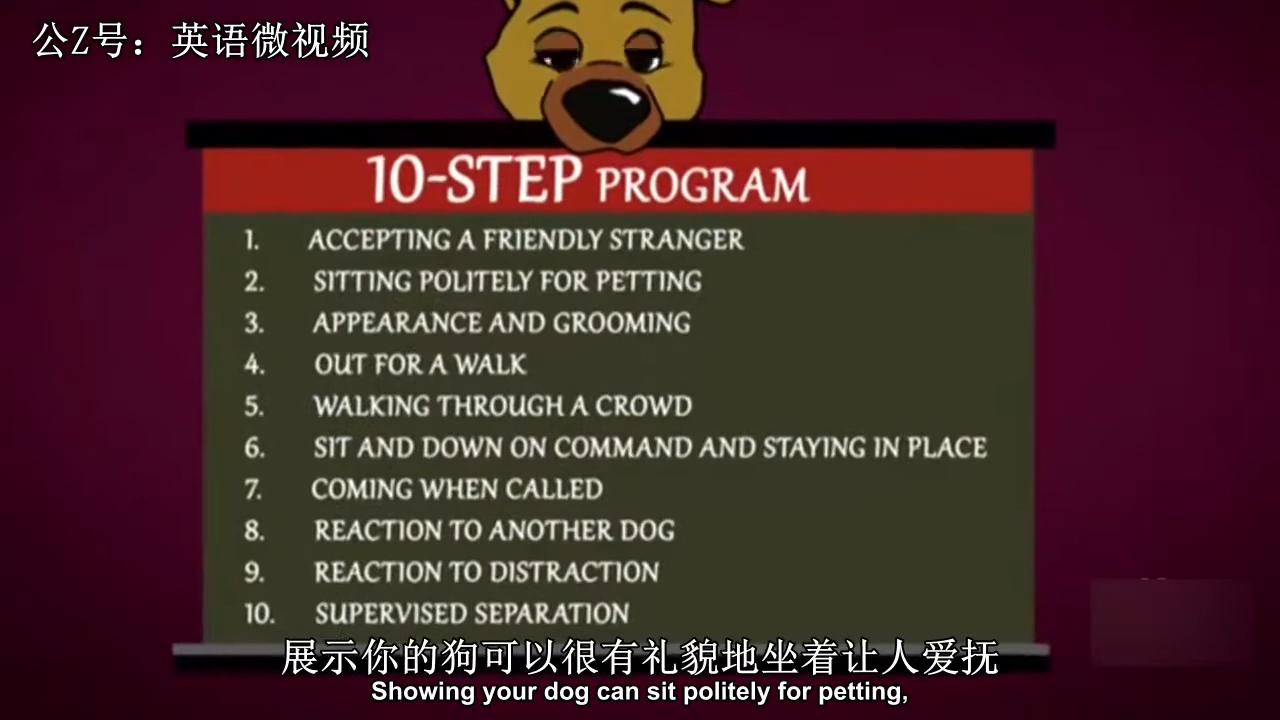 公Z号：英语微视频
10-STEP PROGRAM
1. ACCEPTING A FRIENDLY STRANGER
2. SITTING POLITELY FOR PETTING
3. APPEARANCE AND GROOMING
4. OUT FOR A WALK
5. WALKING THROUGH A CROWD
6. SIT AND DOWN ON COMMAND AND STAYING IN PLACE
7. COMING WHEN CALLED
8. REACTION TO ANOTHER DOG
9. REACTION TO DISTRACTION
10. SUPERVISED SEPARATION
展示你的狗可以很有礼貌地坐着让人爱抚
Showing your dog can sit politely for petting,